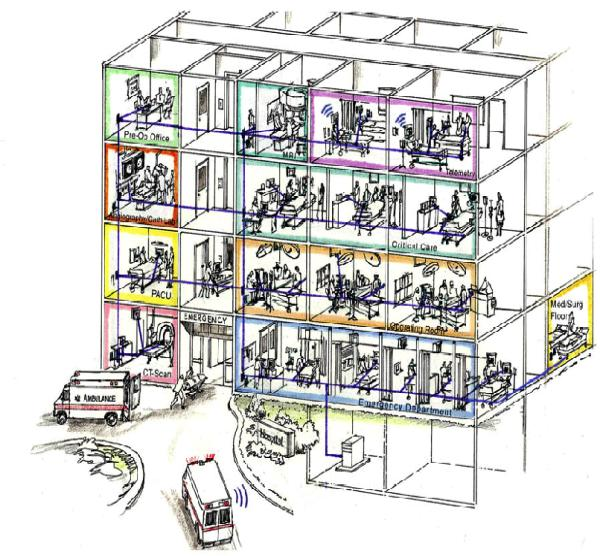 Pre-Op Office
MRI
Telemetry
Angiography/Cath Lab
Critical Care
PACU
Operating Room
Med/Surg
Floor
EMERGENCY
CT-Scan
Emergency Department
AMBULANCE
Hospital